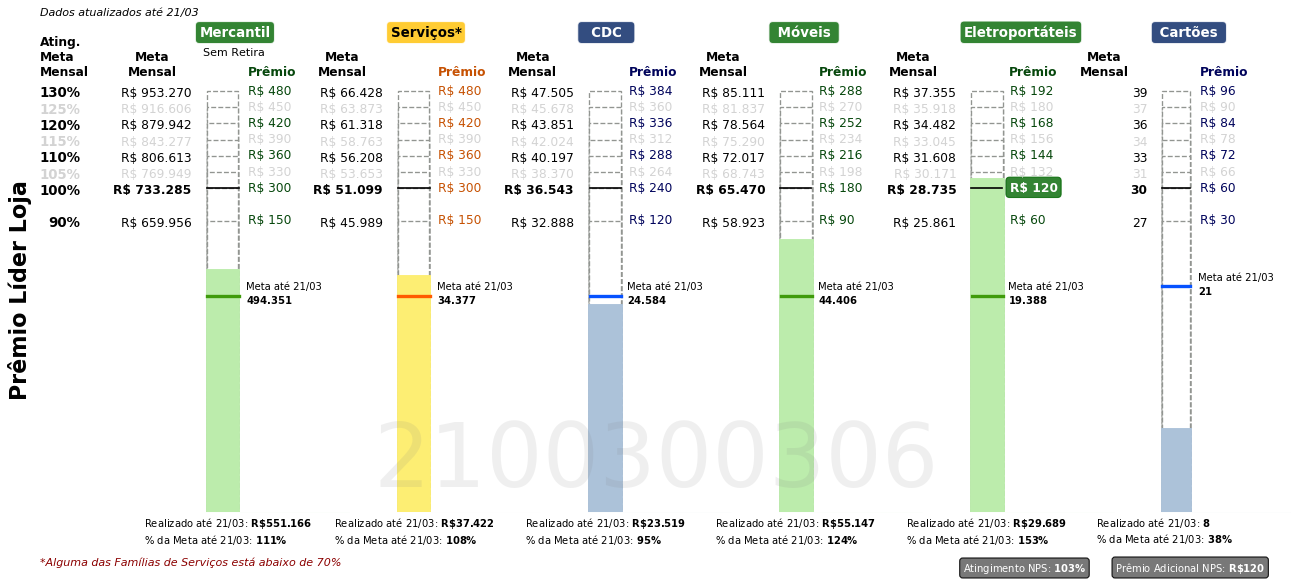 Dados atualizados até 21/03
Mercantil Serviços* CDC Móveis Eletroportáteis Cartões
Sem Retira
Ating. Meta Mensal Meta Mensal Prêmio Meta Mensal Prêmio Meta Mensal Prêmio Meta Mensal Prêmio Meta Mensal Prêmio Meta Mensal Prêmio
130% R$ 953.270 R$ 480 R$ 66.428 R$ 480 R$ 47.505 R$ 384 R$ 85.111 R$ 288 R$ 37.355 R$ 192 39 R$ 96
125% R$ 916.606 R$ 450 R$ 63.873 R$ 450 R$ 45.678 R$ 360 R$ 81.837 R$ 270 R$ 35.918 R$ 180 37 R$ 90
120% R$ 879.942 R$ 420 R$ 61.318 R$ 420 R$ 43.851 R$ 336 R$ 78.564 R$ 252 R$ 34.482 R$ 168 36 R$ 84
115% R$ 843.277 R$ 390 R$ 58.763 R$ 390 R$ 42.024 R$ 312 R$ 75.290 R$ 234 R$ 33.045 R$ 156 34 R$ 78
110% R$ 806.613 R$ 360 R$ 56.208 R$ 360 R$ 40.197 R$ 288 R$ 72.017 R$ 216 R$ 31.608 R$ 144 33 R$ 72
105% R$ 769.949 R$ 330 R$ 53.653 R$ 330 R$ 38.370 R$ 264 R$ 68.743 R$ 198 R$ 30.171 R$ 132 31 R$ 66
100% R$ 733.285 R$ 300 R$ 51.099 R$ 300 R$ 36.543 R$ 240 R$ 65.470 R$ 180 R$ 28.735 R$ 120 30 R$ 60
90% R$ 659.956 R$ 150 R$ 45.989 R$ 150 R$ 32.888 R$ 120 R$ 58.923 R$ 90 R$ 25.861 R$ 60 27 R$ 30
Prêmio Líder Loja
Meta até 21/03 Meta até 21/03 Meta até 21/03 Meta até 21/03 Meta até 21/03 Meta até 21/03
494.351 34.377 24.584 44.406 19.388 21
2100300306
Realizado até 21/03: R$551.166 Realizado até 21/03: R$37.422 Realizado até 21/03: R$23.519 Realizado até 21/03: R$55.147 Realizado até 21/03: R$29.689 Realizado até 21/03: 8
% da Meta até 21/03: 111% % da Meta até 21/03: 108% % da Meta até 21/03: 95% % da Meta até 21/03: 124% % da Meta até 21/03: 153% % da Meta até 21/03: 38%
*Alguma das Famílias de Serviços está abaixo de 70%
Atingimento NPS: 103% Prêmio Adicional NPS: R$120